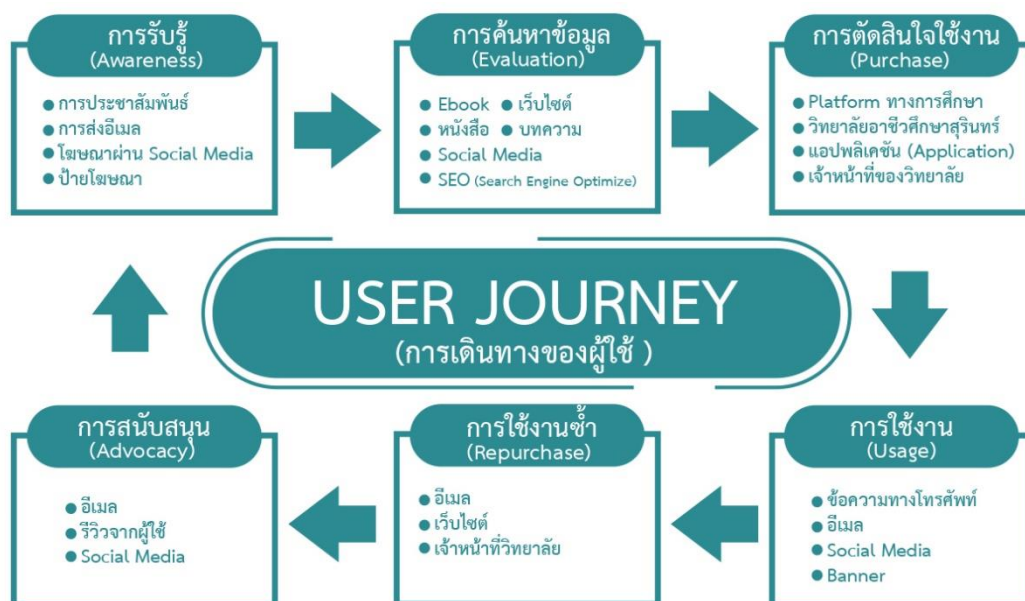 การรับรู้
(Awareness)
● การประชาสัมพันธ์
● การส่งอีเมล
● โฆษณาผ่าน Social Media
● ป้ายโฆษณา
การค้นหาข้อมูล
(Evaluation)
● Ebook ● เว็บไซต์
● หนังสือ ● บทความ
● Social Media
● SEO (Search Engine Optimize)
การตัดสินใจใช้งาน
(Purchase)
● Platform ทางการศึกษา
● วิทยาลัยอาชีวศึกษาสุรินทร์
● แอปพลิเคชัน (Application)
● เจ้าหน้าที่ของวิทยาลัย
USER JOURNEY
(การเดินทางของผู้ใช้ )
การสนับสนุน
(Advocacy)
● อีเมล
● รีวิวจากผู้ใช้
● Social Media
การใช้งานซ้ำ
(Repurchase)
● อีเมล
● เว็บไซต์
● เจ้าหน้าที่วิทยาลัย
การใช้งาน
(Usage)
● ข้อความทางโทรศัพท์
● อีเมล
● Social Media
● Banner